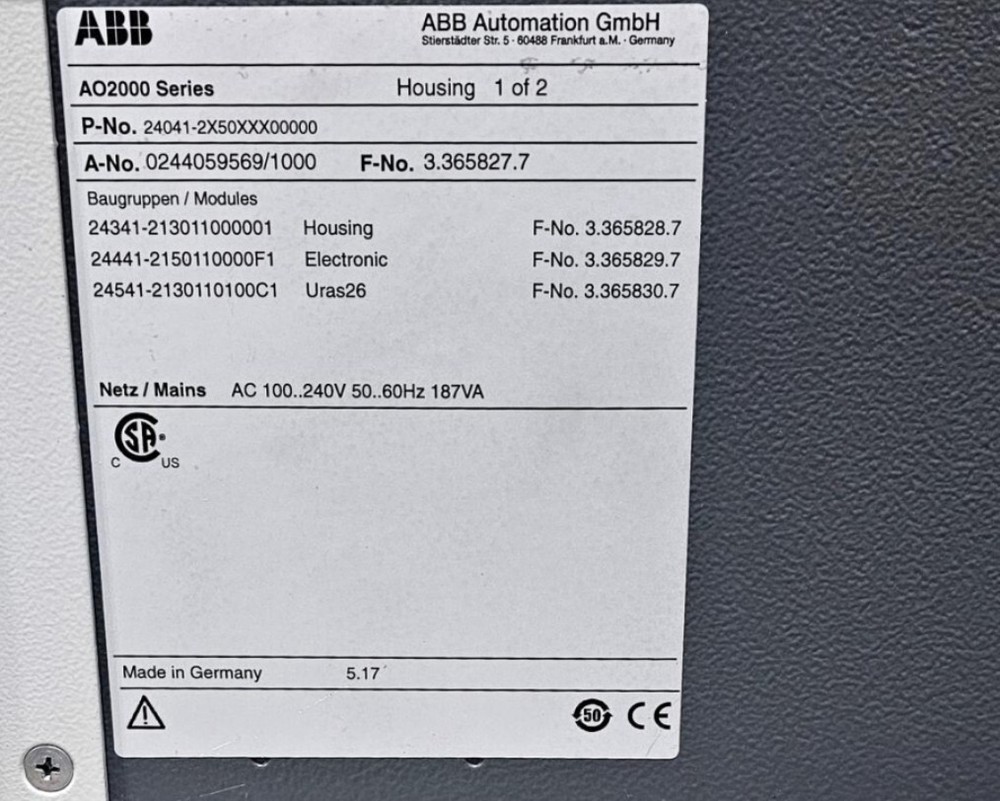 ABB
ABB Automation GmbH
Stierstädter Str. 5 · 60488 Frankfurt a.M. · Germany
AO2000 Series Housing 1 of 2
P-No. 24041-2X50XXX00000
A-No. 0244059569/1000 F-No. 3.365827.7
Baugruppen / Modules
24341-213011000001 Housing F-No. 3.365828.7
24441-2150110000F1 Electronic F-No. 3.365829.7
24541-2130110100C1 Uras26 F-No. 3.365830.7
Netz / Mains AC 100..240V 50..60Hz 187VA
SA®
C US
Made in Germany 5.17
50 CE